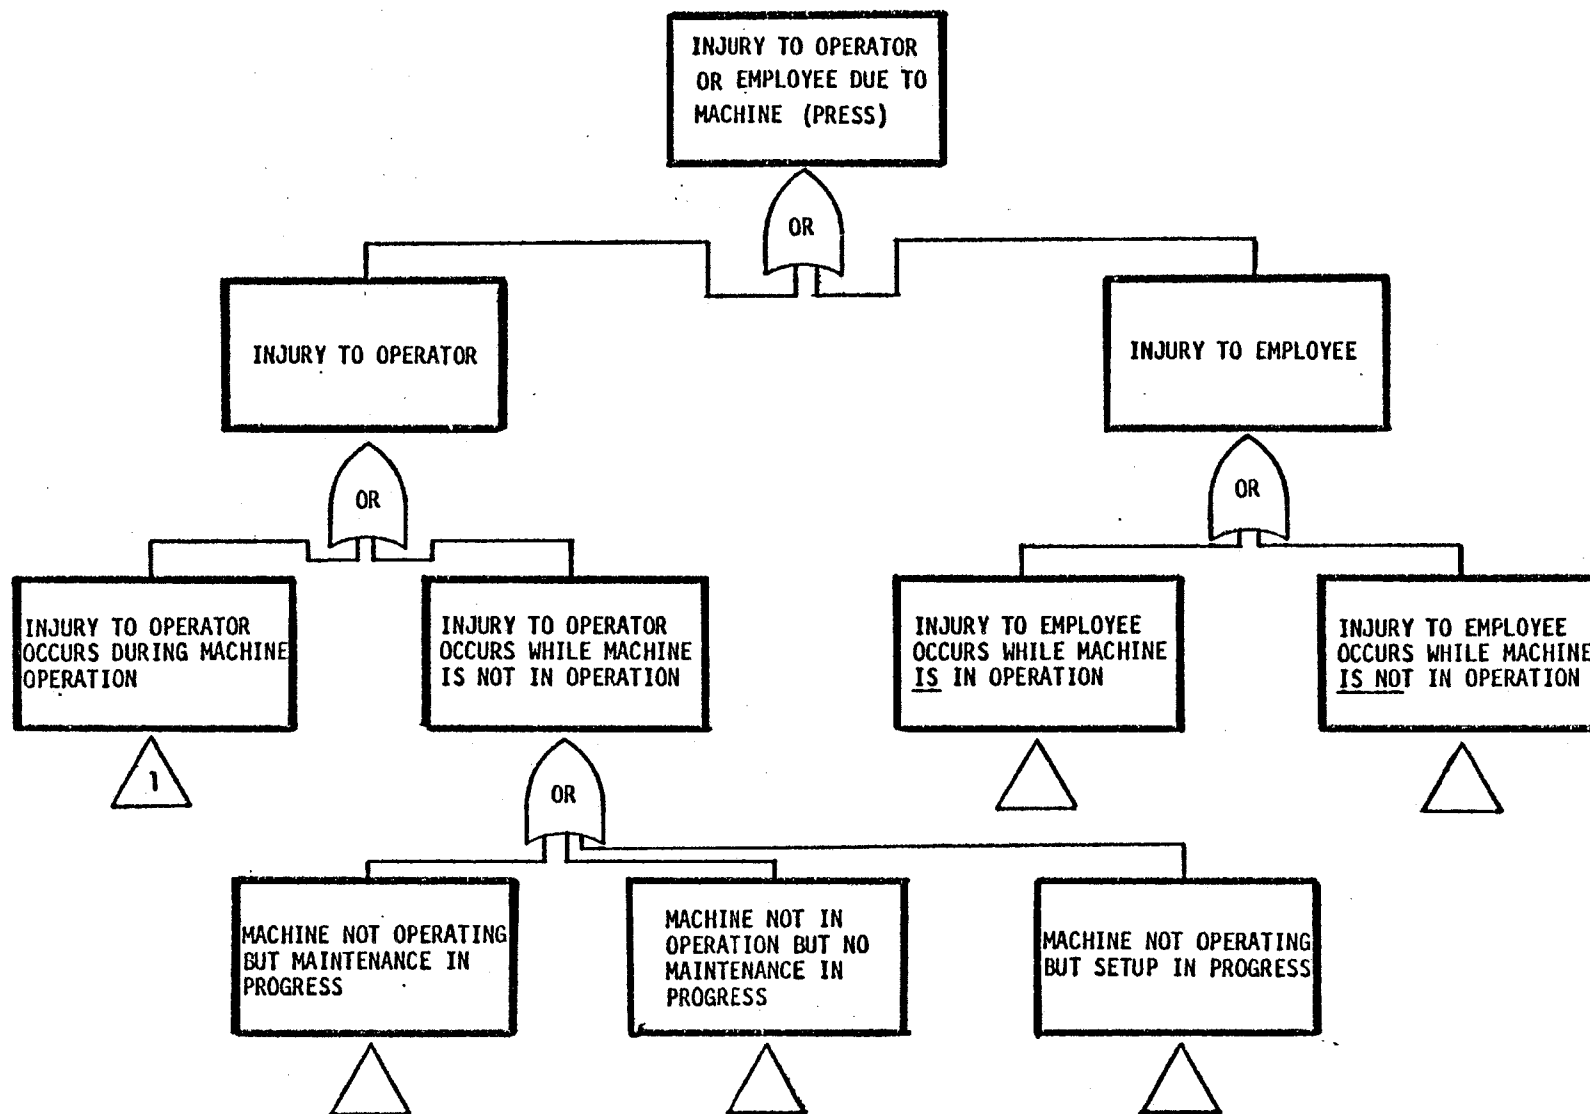 INJURY TO OPERATOR
OR EMPLOYEE DUE TO
MACHINE (PRESS)
OR
INJURY TO OPERATOR
INJURY TO EMPLOYEE
OR
OR
INJURY TO OPERATOR
OCCURS DURING MACHINE
OPERATION
INJURY TO OPERATOR
OCCURS WHILE MACHINE
IS NOT IN OPERATION
INJURY TO EMPLOYEE
OCCURS WHILE MACHINE
IS IN OPERATION
INJURY TO EMPLOYEE
OCCURS WHILE MACHINE
IS NOT IN OPERATION
1
OR
MACHINE NOT OPERATING
BUT MAINTENANCE IN
PROGRESS
MACHINE NOT IN
OPERATION BUT NO
MAINTENANCE IN
PROGRESS
MACHINE NOT OPERATING
BUT SETUP IN PROGRESS